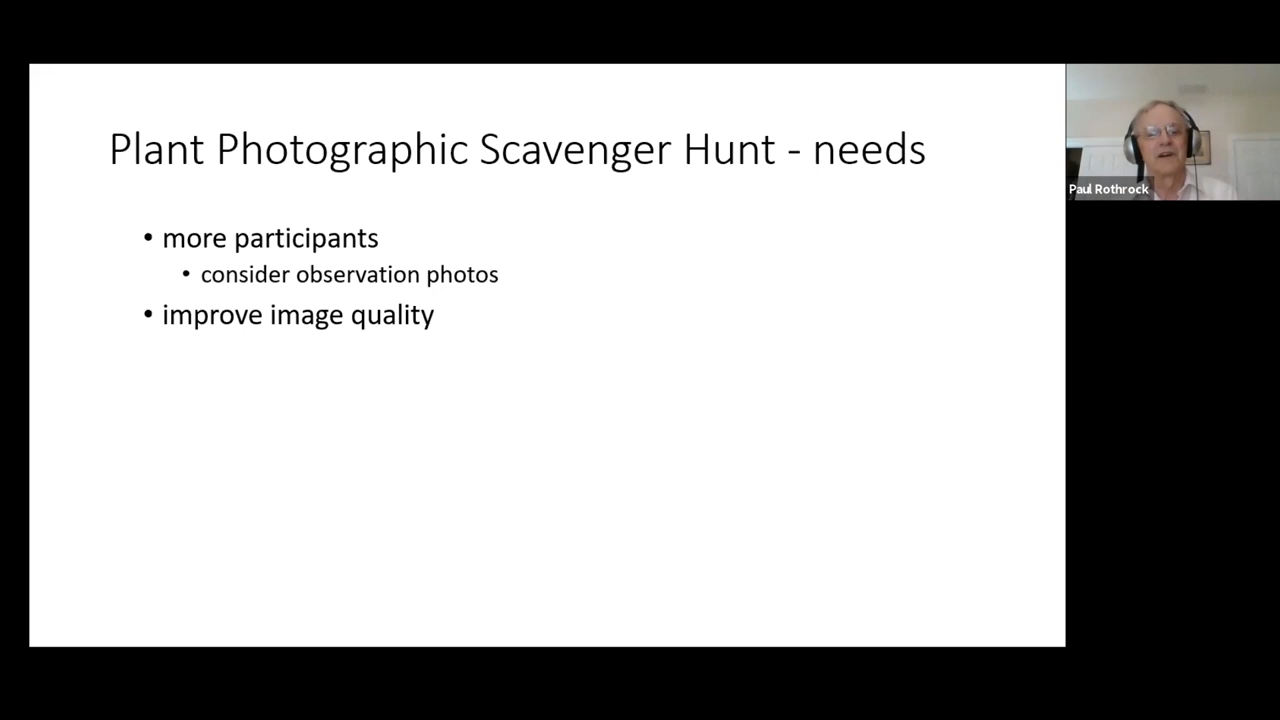 Plant Photographic Scavenger Hunt - needs
• more participants
• consider observation photos
• improve image quality
Paul Rothrock